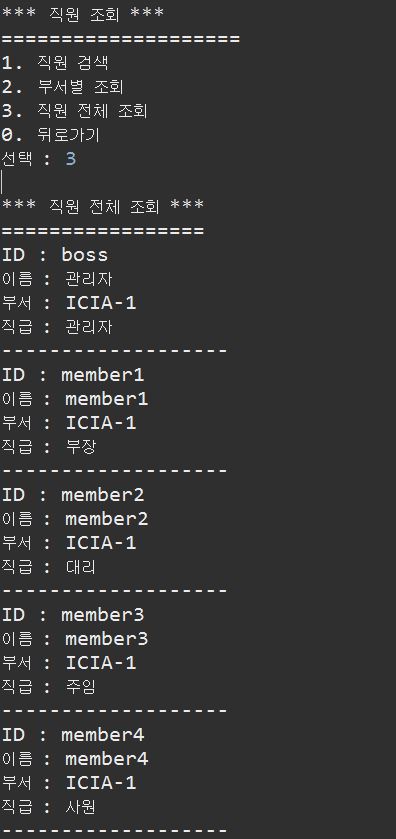 *** 직원 조회 ***
====================
1. 직원 검색
2. 부서별 조회
3. 직원 전체 조회
0. 뒤로가기
선택 : 3
*** 직원 전체 조회 ***
=================
ID : boss
이름 : 관리자
부서 : ICIA-1
직급 : 관리자
-------------------
ID : member1
이름 : member1
부서 : ICIA-1
직급 : 부장
-------------------
ID : member2
이름 : member2
부서 : ICIA-1
직급 : 대리
-------------------
ID : member3
이름 : member3
부서 : ICIA-1
직급 : 주임
-------------------
ID : member4
이름 : member4
부서 : ICIA-1
직급 : 사원
-------------------